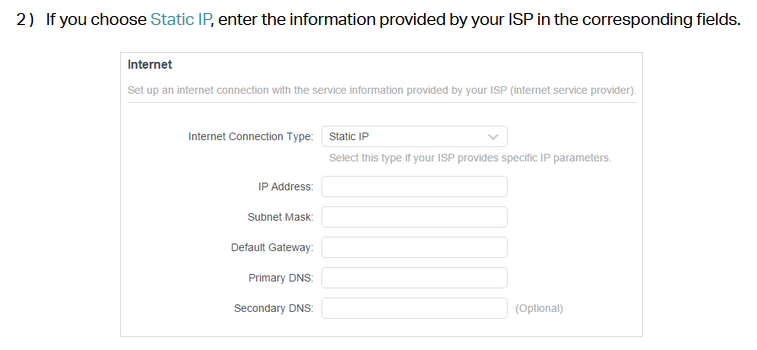 2) If you choose Static IP, enter the information provided by your ISP in the corresponding fields.
Internet
Set up an internet connection with the service information provided by your ISP (internet service provider).
Internet Connection Type: Static IP
Select this type if your ISP provides specific IP parameters.
IP Address:
Subnet Mask:
Default Gateway:
Primary DNS:
Secondary DNS: (Optional)